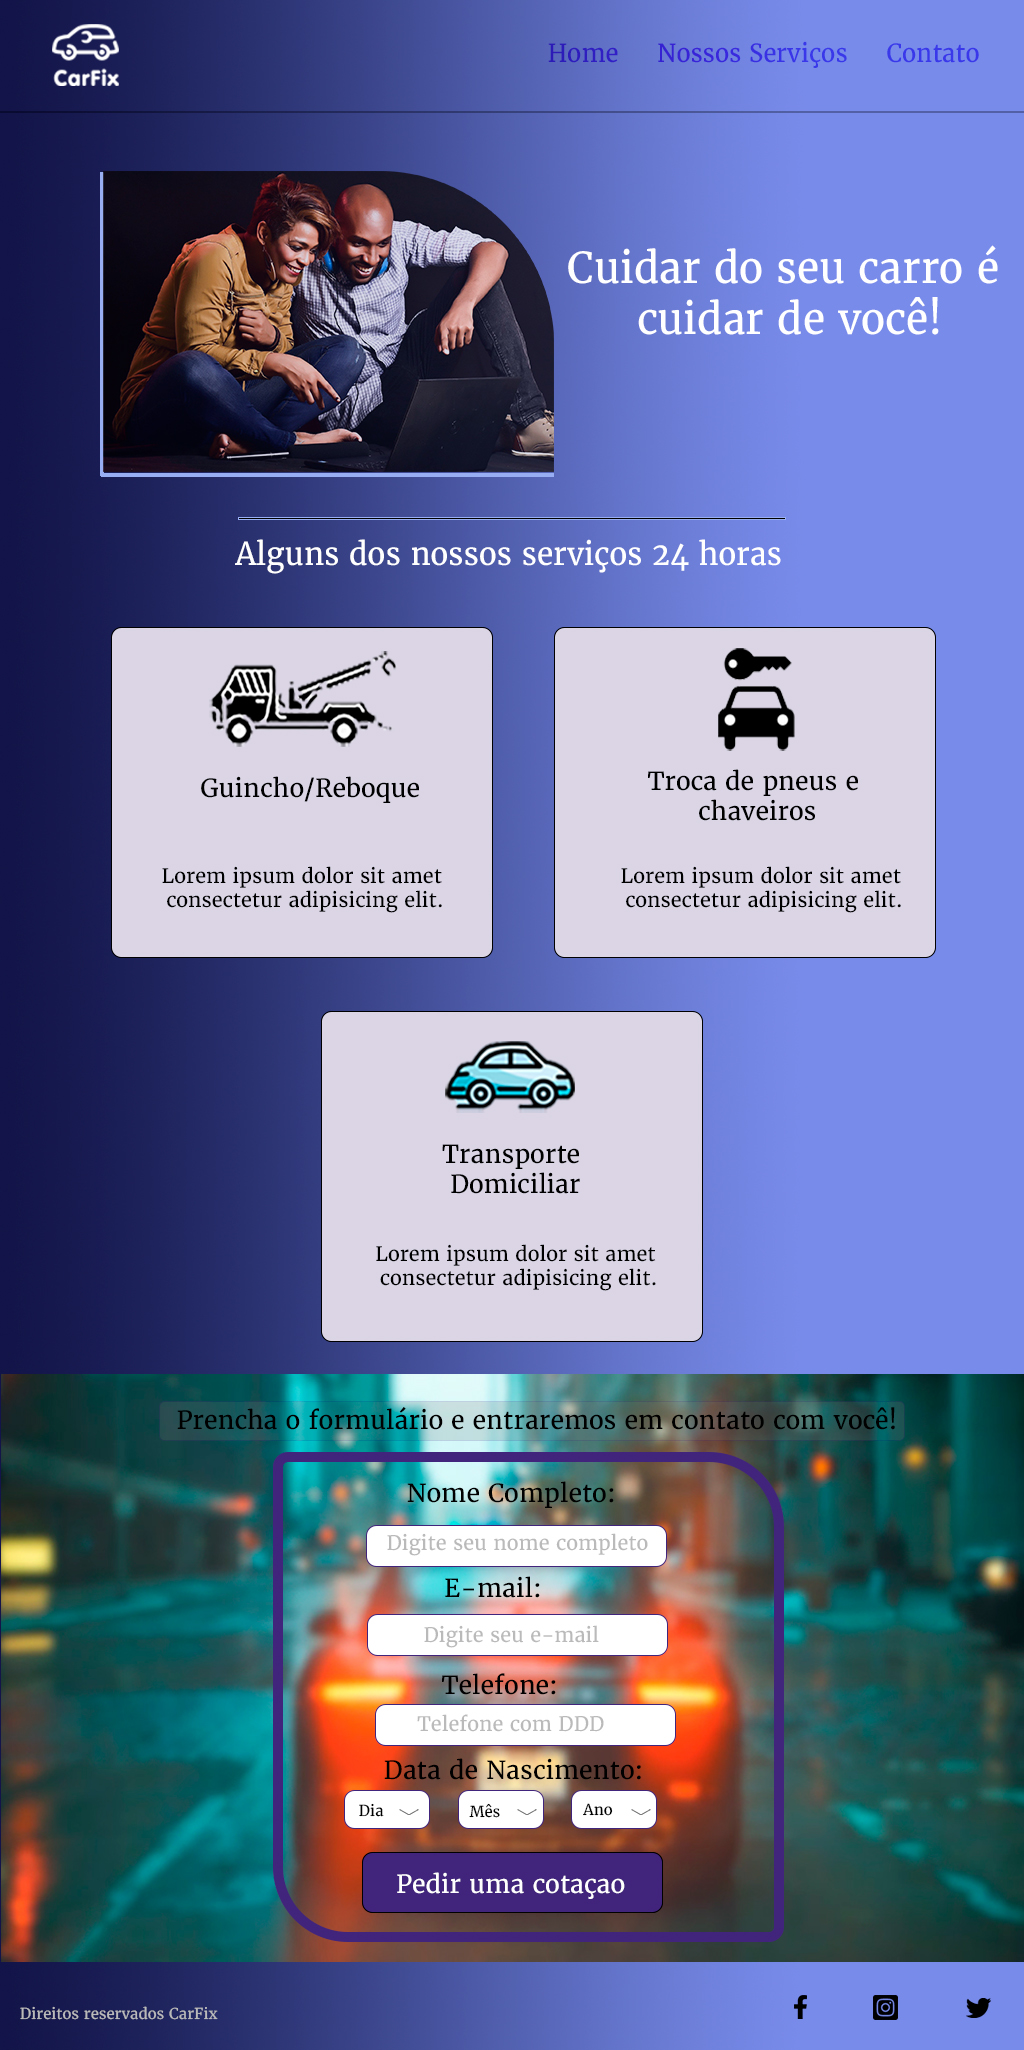 CarFix
Home Nossos Serviços Contato
Cuidar do seu carro é
cuidar de você!
Alguns dos nossos serviços 24 horas
Guincho/Reboque
Lorem ipsum dolor sit amet
consectetur adipisicing elit.
Troca de pneus e
chaveiros
Lorem ipsum dolor sit amet
consectetur adipisicing elit.
Transporte
Domiciliar
Lorem ipsum dolor sit amet
consectetur adipisicing elit.
Prencha o formulário e entraremos em contato com você!
Nome Completo:
Digite seu nome completo
E-mail:
Digite seu e-mail
Telefone:
Telefone com DDD
Data de Nascimento:
Dia Mês Ano
Pedir uma cotaçao
Direitos reservados CarFix